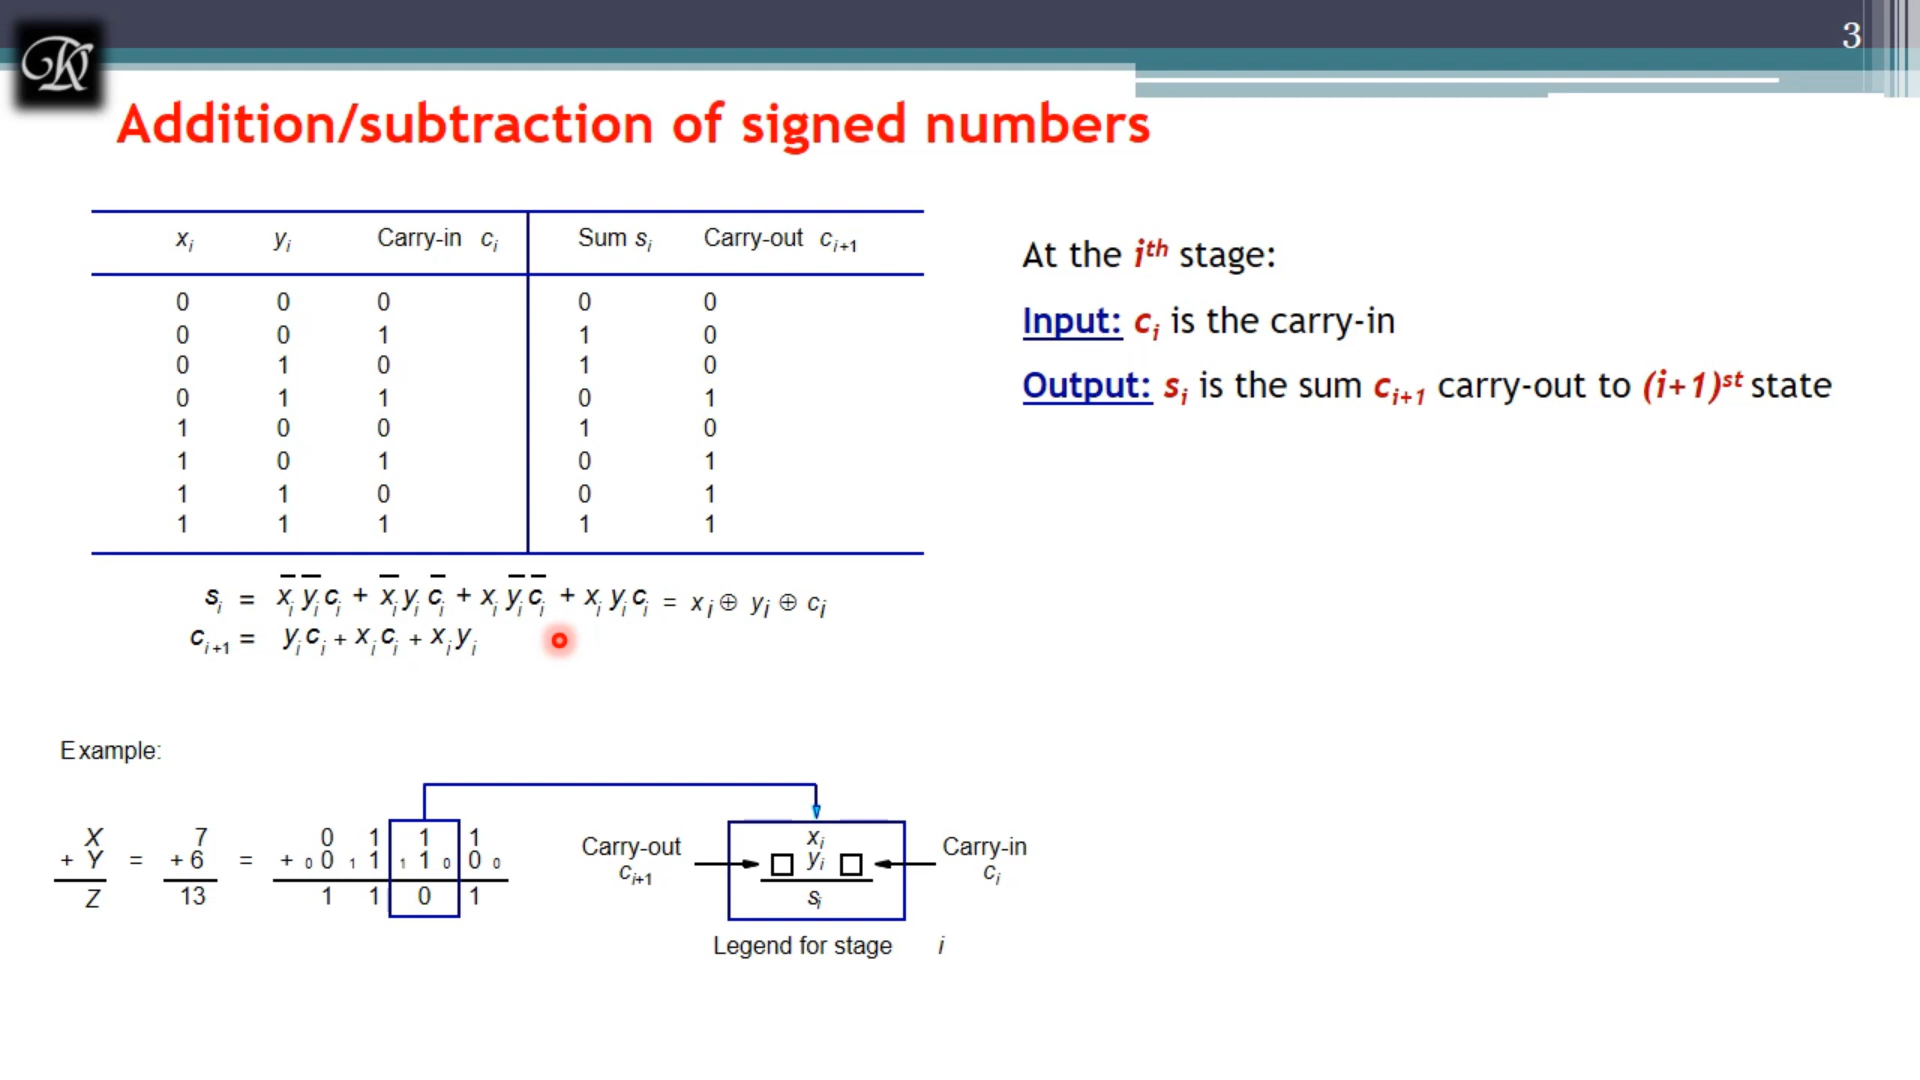 3
Addition/subtraction of signed numbers
xᵢ yᵢ Carry-in cᵢ Sum sᵢ Carry-out cᵢ₊₁
0 0 0 0 0
0 0 1 1 0
0 1 0 1 0
0 1 1 0 1
1 0 0 1 0
1 0 1 0 1
1 1 0 0 1
1 1 1 1 1
sᵢ = x̅ᵢ y̅ᵢ cᵢ + x̅ᵢ yᵢ c̅ᵢ + xᵢ y̅ᵢ c̅ᵢ + xᵢ yᵢ cᵢ = xᵢ ⊕ yᵢ ⊕ cᵢ
cᵢ₊₁ = yᵢ cᵢ + xᵢ cᵢ + xᵢ yᵢ
At the iᵗʰ stage:
Input: cᵢ is the carry-in
Output: sᵢ is the sum cᵢ₊₁ carry-out to (i+1)ˢᵗ state
Example:
X 7 0 1 1 1
+ Y = + 6 = + 0 0 1 1 1 1 0 0 0
Z 13 1 1 0 1
Carry-out
cᵢ₊₁
xᵢ
yᵢ
sᵢ
Carry-in
cᵢ
Legend for stage i